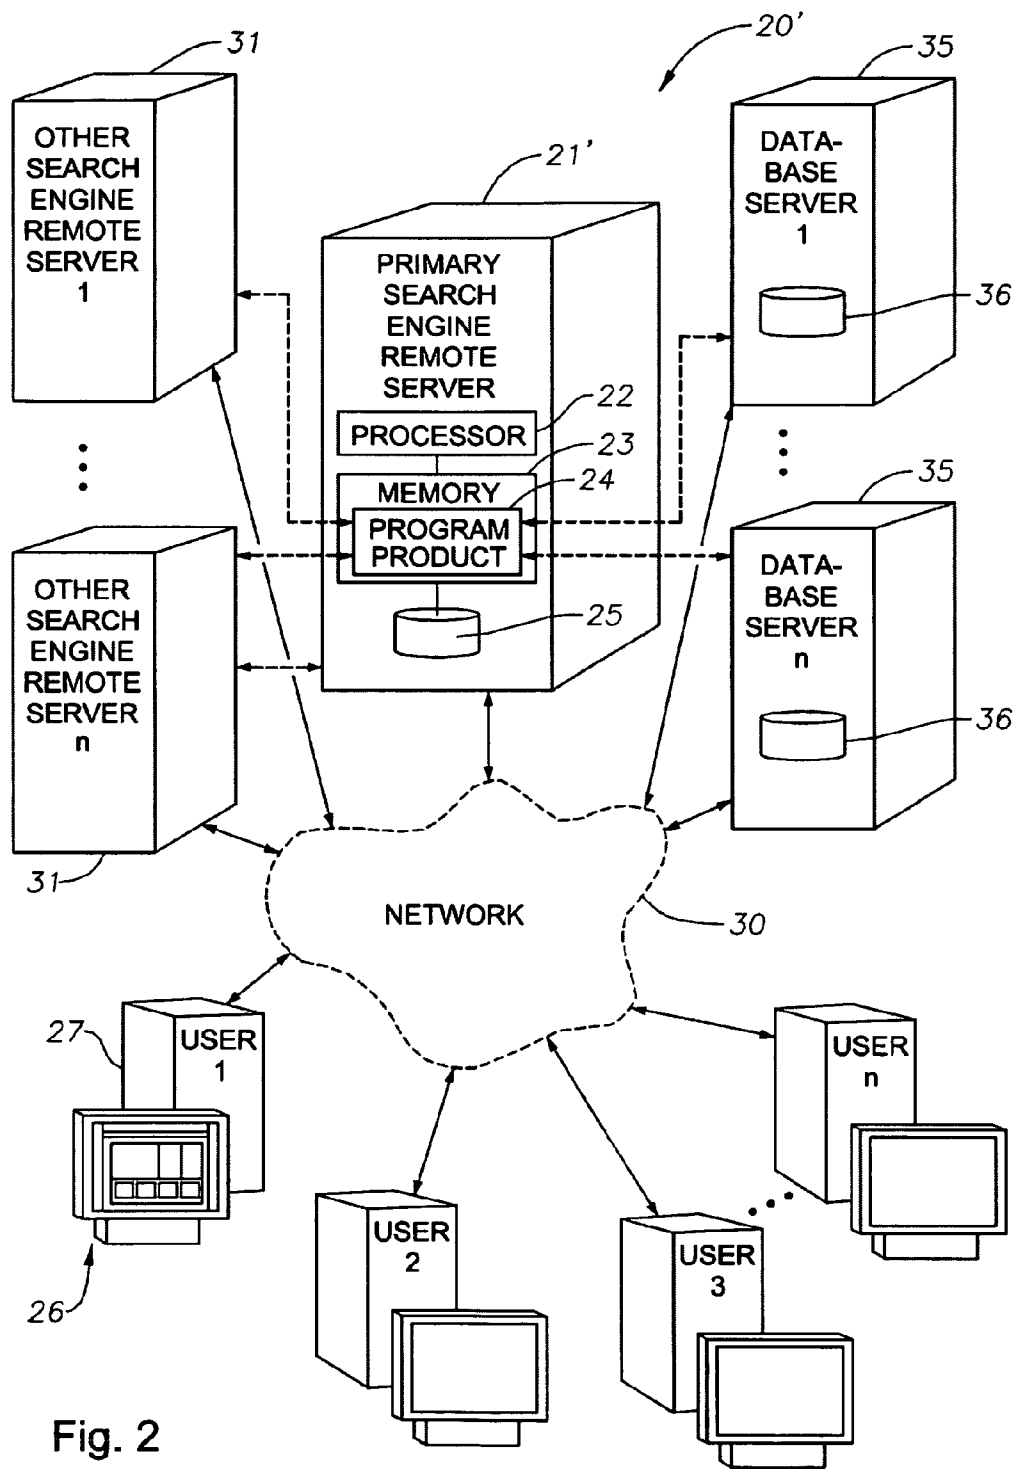 20'
31
OTHER
SEARCH
ENGINE
REMOTE
SERVER
1
21'
PRIMARY
SEARCH
ENGINE
REMOTE
SERVER
22
PROCESSOR
23
MEMORY
24
PROGRAM
PRODUCT
25
35
DATA-
BASE
SERVER
1
36
OTHER
SEARCH
ENGINE
REMOTE
SERVER
n
31
35
DATA-
BASE
SERVER
n
36
NETWORK
30
27
USER
1
26
USER
2
USER
3
USER
n
Fig. 2